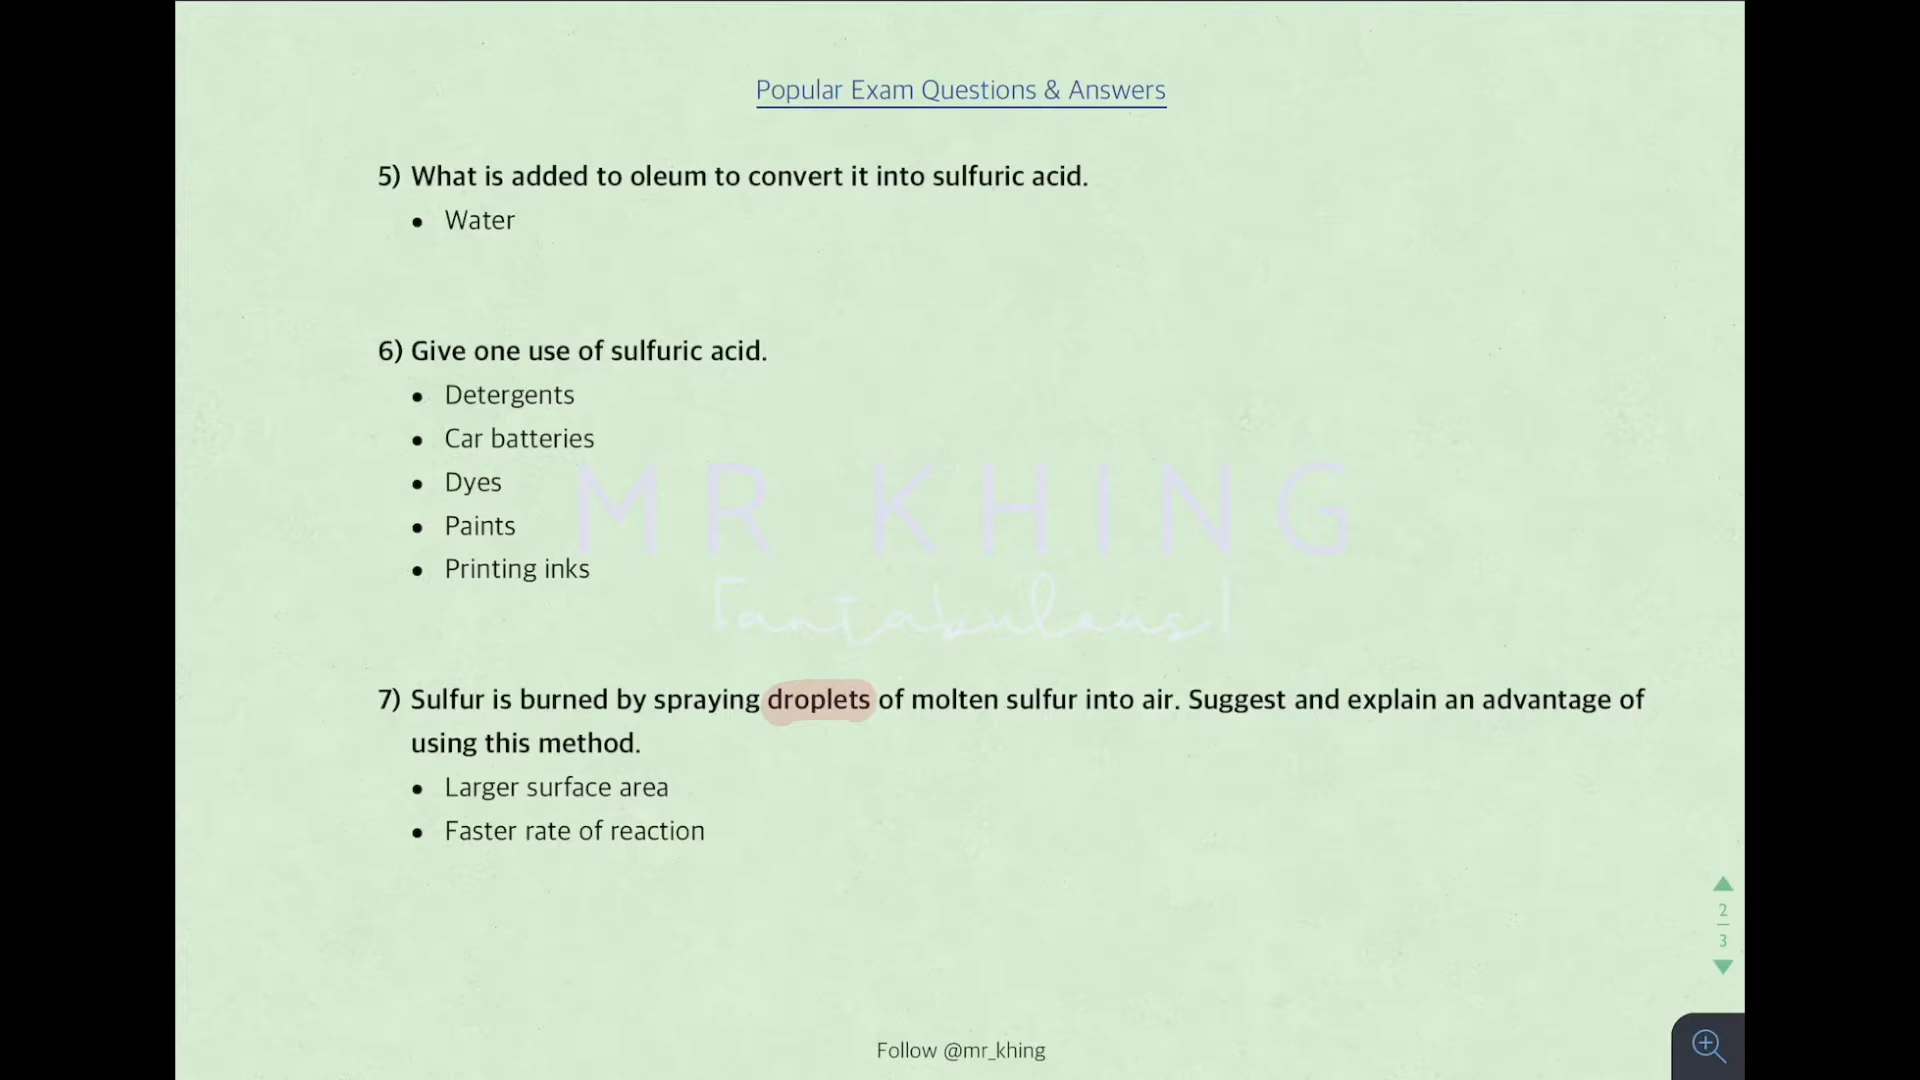 Popular Exam Questions & Answers
5) What is added to oleum to convert it into sulfuric acid.
• Water
6) Give one use of sulfuric acid.
• Detergents
• Car batteries
• Dyes
• Paints
• Printing inks
MR KHING
Fantabulous!
7) Sulfur is burned by spraying droplets of molten sulfur into air. Suggest and explain an advantage of
using this method.
• Larger surface area
• Faster rate of reaction
2
3
Follow @mr_khing